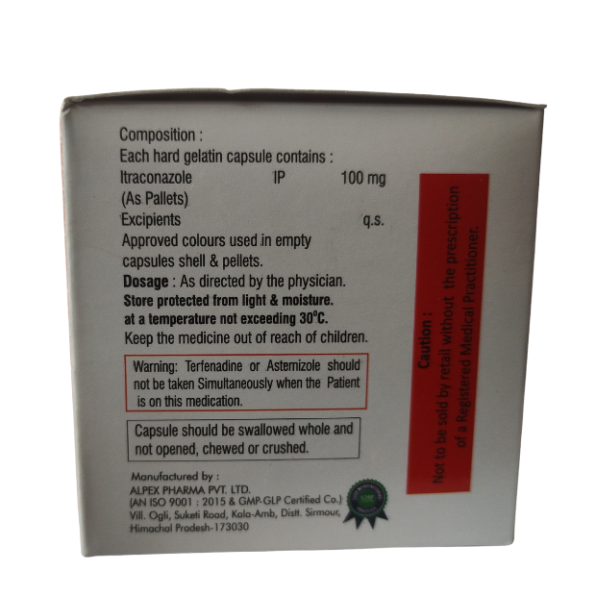 Composition :
Each hard gelatin capsule contains :
Itraconazole IP 100 mg
(As Pallets)
Excipients q.s.
Approved colours used in empty
capsules shell & pellets.
Dosage : As directed by the physician.
Store protected from light & moisture.
at a temperature not exceeding 30°C.
Keep the medicine out of reach of children.
Warning: Terfenadine or Astemizole should
not be taken Simultaneously when the Patient
is on this medication.
Capsule should be swallowed whole and
not opened, chewed or crushed.
Manufactured by :
ALPEX PHARMA PVT. LTD.
(AN ISO 9001 : 2015 & GMP-GLP Certified Co.)
Vill. Ogli, Suketi Road, Kala-Amb, Distt. Sirmour,
Himachal Pradesh-173030
Caution :
Not to be sold by retail without the prescription
of a Registered Medical Practitioner.